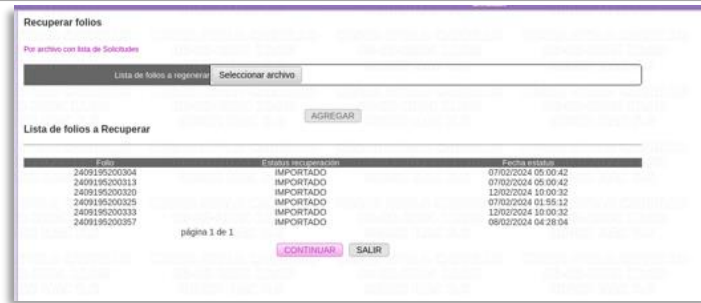 Recuperar folios
Por archivo con lista de Solicitudes
Lista de folios a regenerar Seleccionar archivo
AGREGAR
Lista de folios a Recuperar
Folio Estatus recuperación Fecha estatus
2409195200304 IMPORTADO 07/02/2024 05:00:42
2409195200313 IMPORTADO 07/02/2024 05:00:42
2409195200320 IMPORTADO 12/02/2024 10:00:32
2409195200325 IMPORTADO 07/02/2024 01:55:12
2409195200333 IMPORTADO 12/02/2024 10:00:32
2409195200357 IMPORTADO 08/02/2024 04:28:04
página 1 de 1
CONTINUAR SALIR